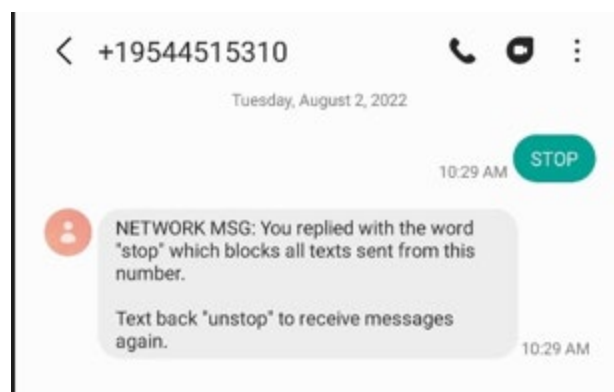 +19544515310
Tuesday, August 2, 2022
STOP
10:29 AM
NETWORK MSG: You replied with the word
"stop" which blocks all texts sent from this
number.
Text back "unstop" to receive messages
again.
10:29 AM